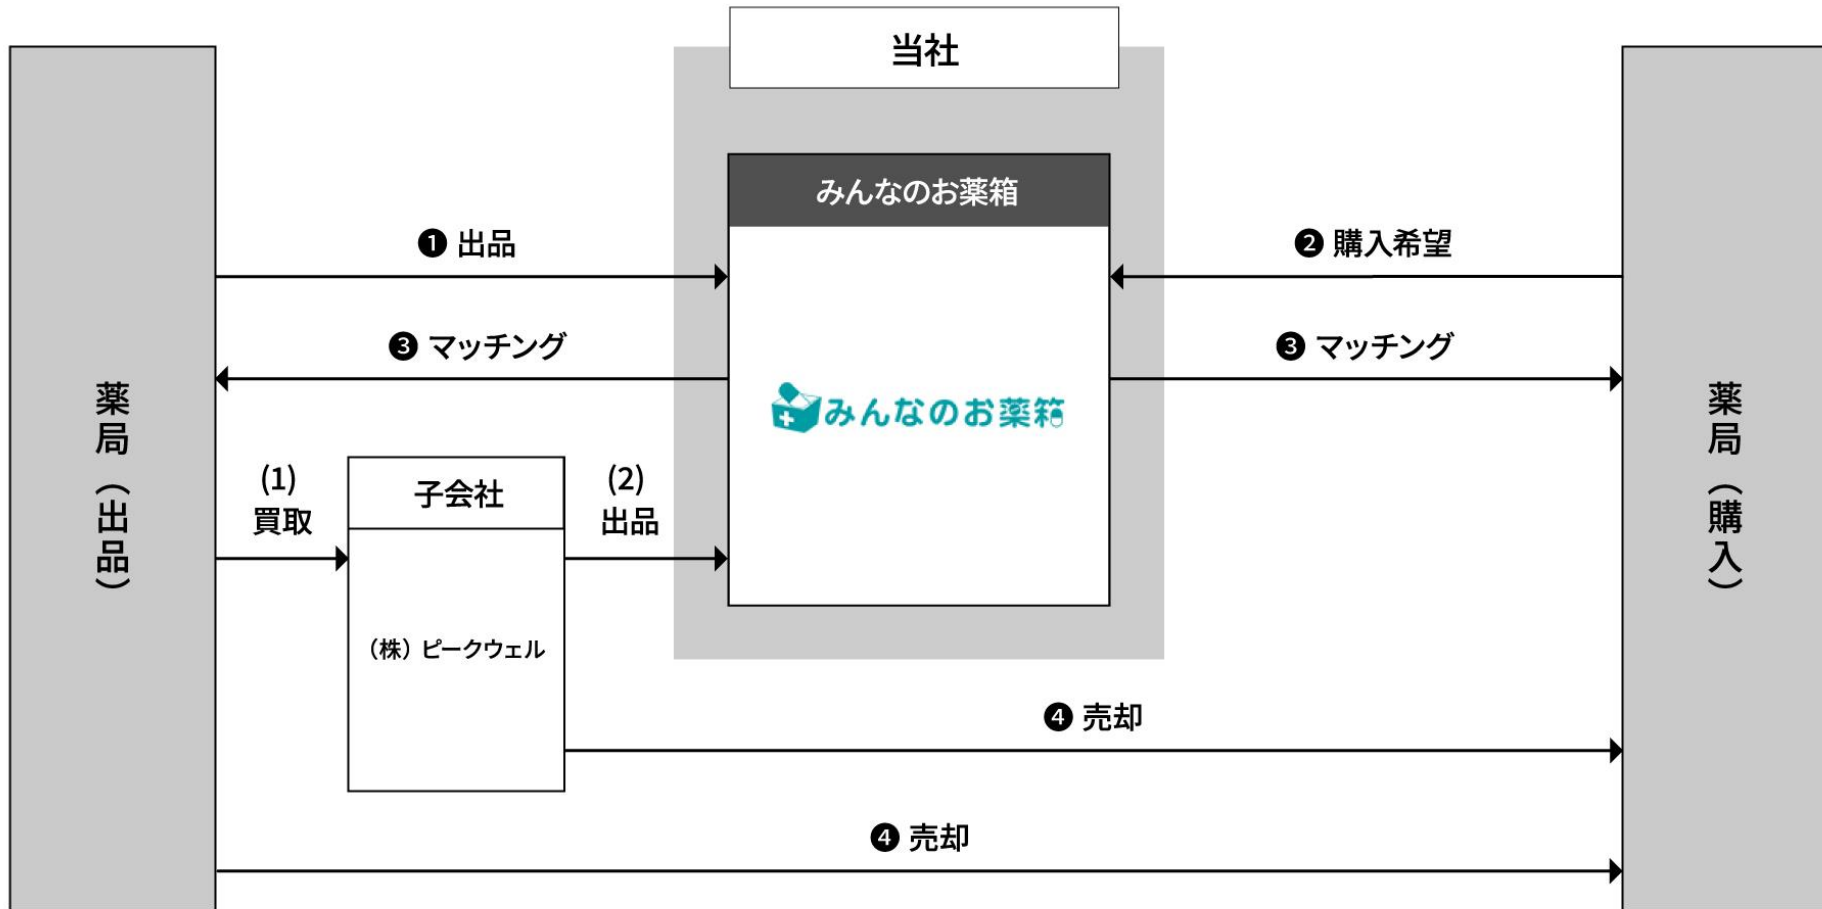 当社
みんなのお薬箱
❶ 出品
❷ 購入希望
❸ マッチング
❸ マッチング
みんなのお薬箱
薬局（出品）
薬局（購入）
(1)
買取
子会社
(2)
出品
（株）ピークウェル
❹ 売却
❹ 売却